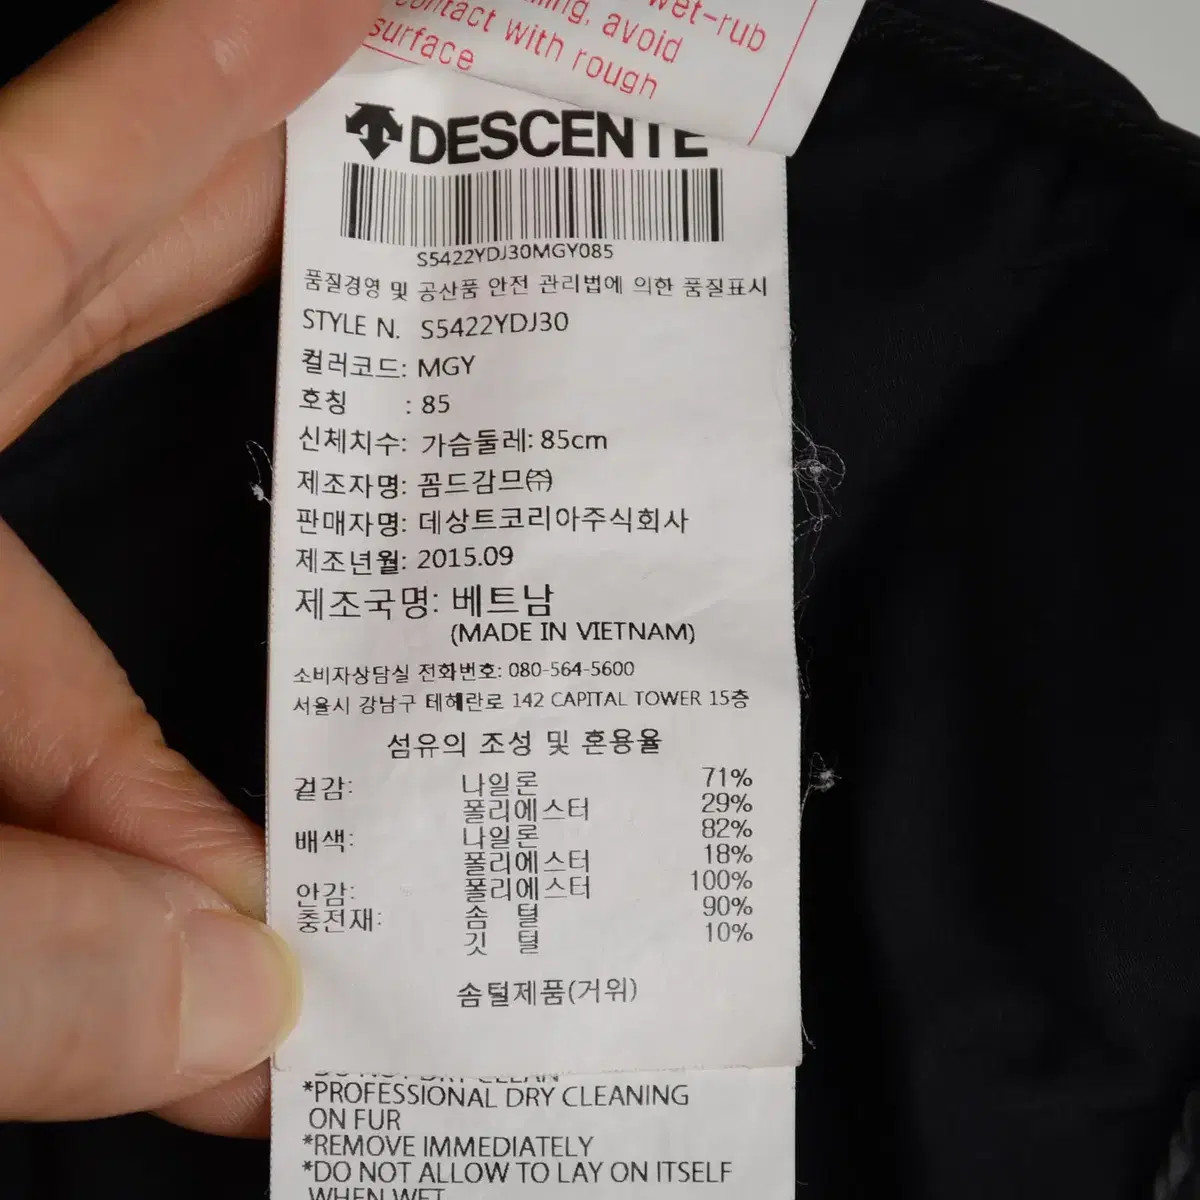 wet-rub
avoid
contact with rough
surface
DESCENTE
S5422YDJ30MGY085
품질경영 및 공산품 안전 관리법에 의한 품질표시
STYLE N. S5422YDJ30
컬러코드: MGY
호칭 : 85
신체치수: 가슴둘레: 85cm
제조자명: 꼼드감므㈜
판매자명: 데상트코리아주식회사
제조년월: 2015.09
제조국명: 베트남
(MADE IN VIETNAM)
소비자상담실 전화번호: 080-564-5600
서울시 강남구 테헤란로 142 CAPITAL TOWER 15층
섬유의 조성 및 혼용율
겉감: 나일론 71%
폴리에스터 29%
배색: 나일론 82%
폴리에스터 18%
안감: 폴리에스터 100%
충전재: 솜 털 90%
깃 털 10%
솜털제품(거위)
DO NOT DRY CLEAN
*PROFESSIONAL DRY CLEANING
ON FUR
*REMOVE IMMEDIATELY
*DO NOT ALLOW TO LAY ON ITSELF
WHEN WET